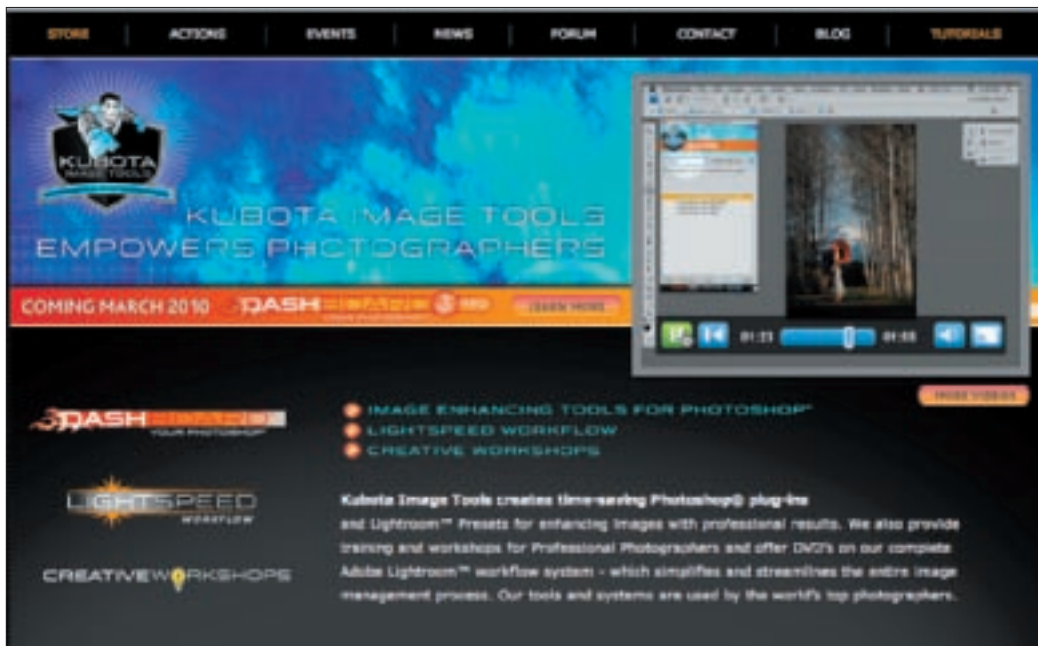 STORE ACTIONS EVENTS NEWS FORUM CONTACT BLOG TUTORIALS
KUBOTA
IMAGE TOOLS
KUBOTA IMAGE TOOLS
EMPOWERS PHOTOGRAPHERS
COMING MARCH 2010 DASH LEARN MORE
01:23
MORE VIDEOS
DASH
YOUR PHOTOSHOP
IMAGE ENHANCING TOOLS FOR PHOTOSHOP™
LIGHTSPEED WORKFLOW
CREATIVE WORKSHOPS
LIGHTSPEED
WORKFLOW
CREATIVEWORKSHOPS
Kubota Image Tools creates time-saving Photoshop® plug-ins
and Lightroom™ Presets for enhancing images with professional results. We also provide
training and workshops for Professional Photographers and offer DVD's on our complete
Adobe Lightroom™ workflow system - which simplifies and streamlines the entire image
management process. Our tools and systems are used by the world's top photographers.